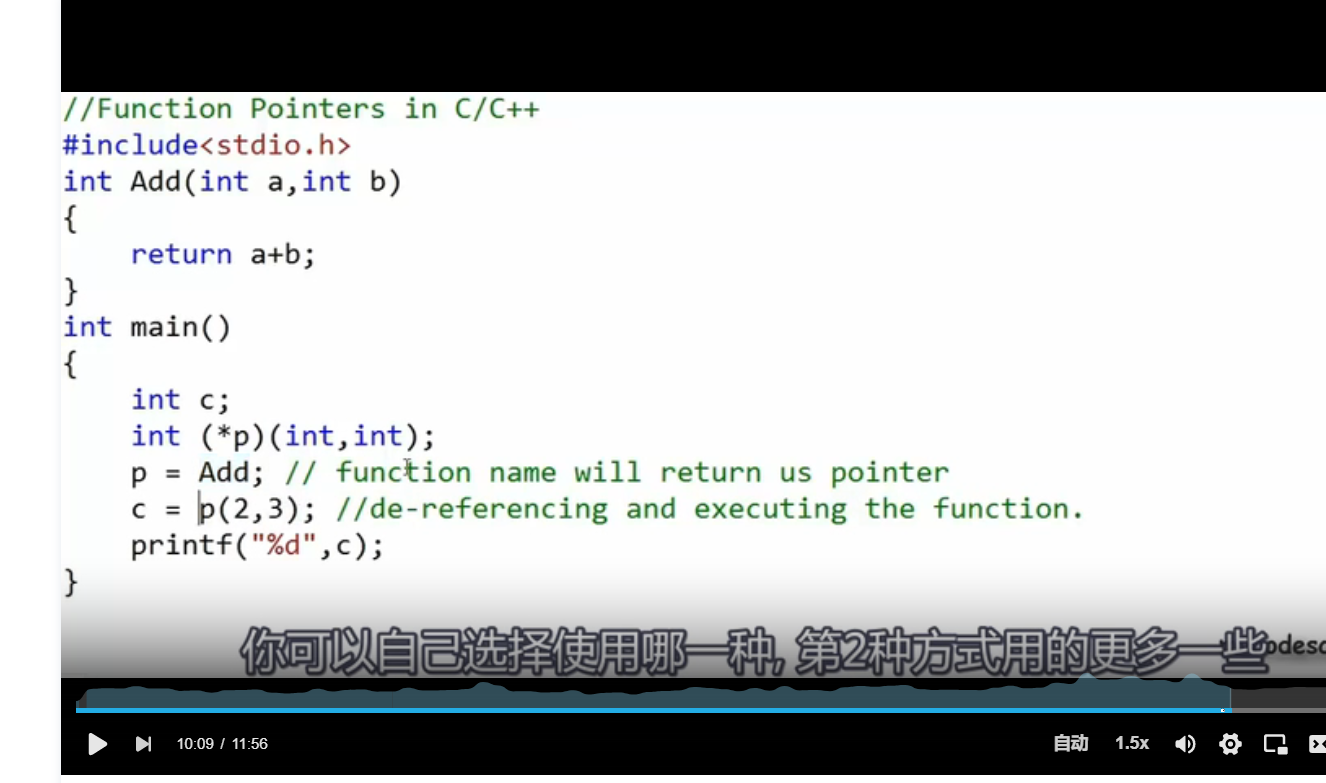 //Function Pointers in C/C++
#include<stdio.h>
int Add(int a,int b)
{
    return a+b;
}
int main()
{
    int c;
    int (*p)(int,int);
    p = Add; // function name will return us pointer
    c = p(2,3); //de-referencing and executing the function.
    printf("%d",c);
}
你可以自己选择使用哪一种, 第2种方式用的更多一些
10:09 / 11:56 自动 1.5x